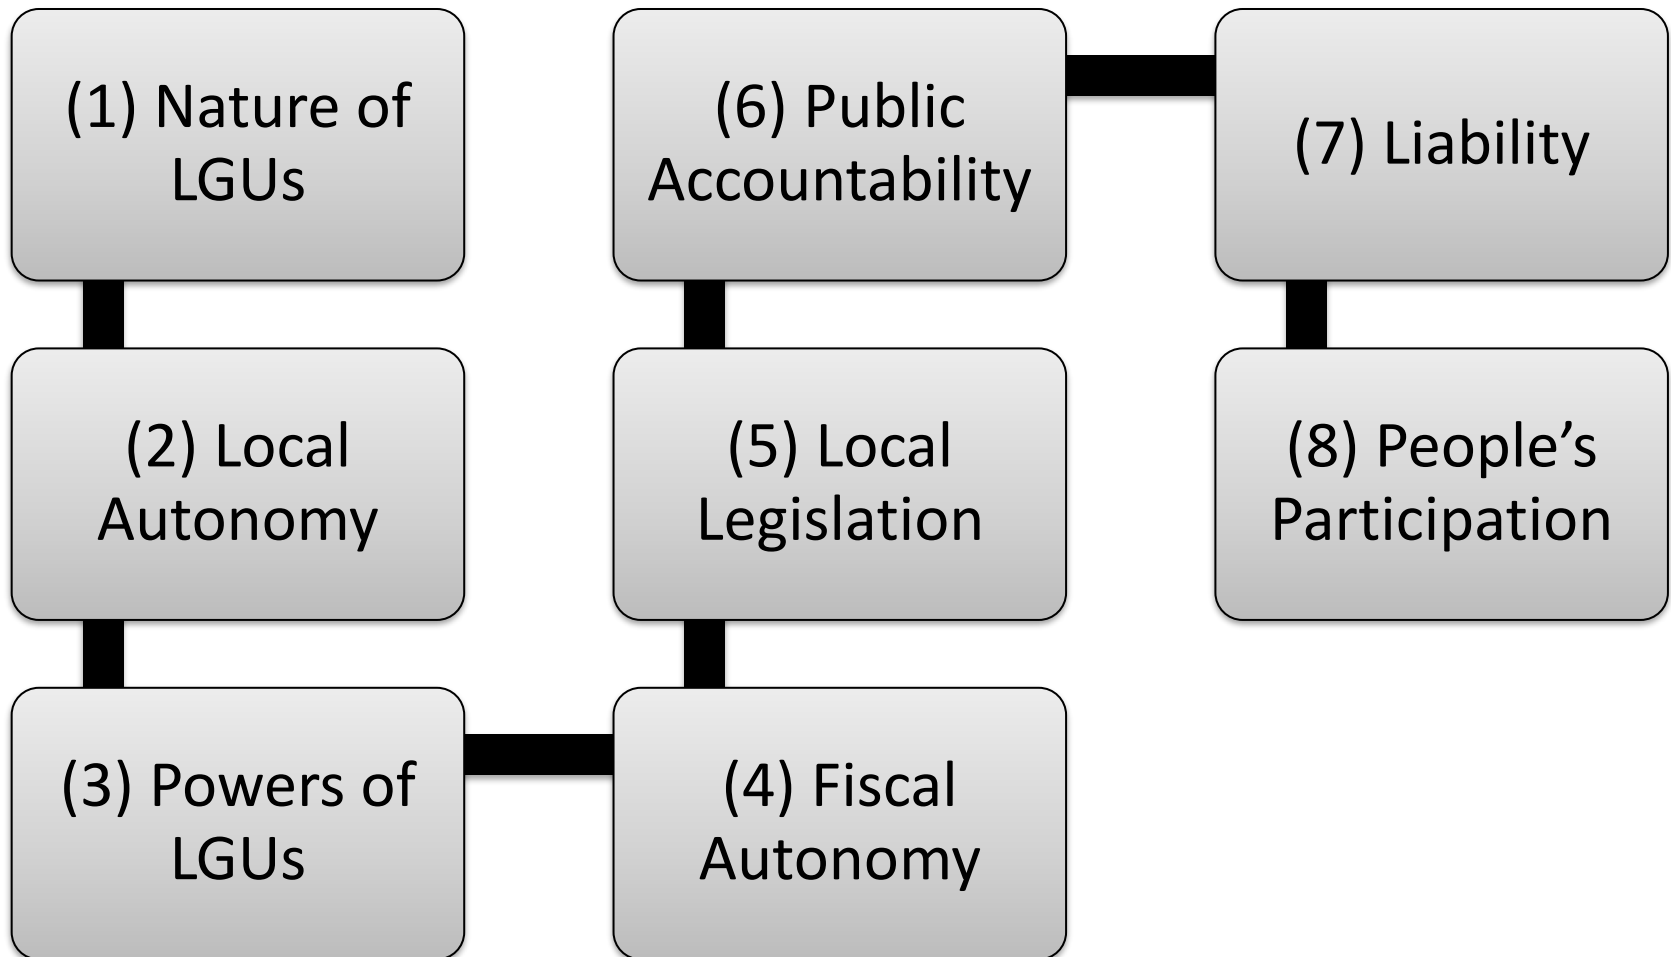 (1) Nature of
LGUs
(2) Local
Autonomy
(3) Powers of
LGUs
(4) Fiscal
Autonomy
(5) Local
Legislation
(6) Public
Accountability
(7) Liability
(8) People’s
Participation